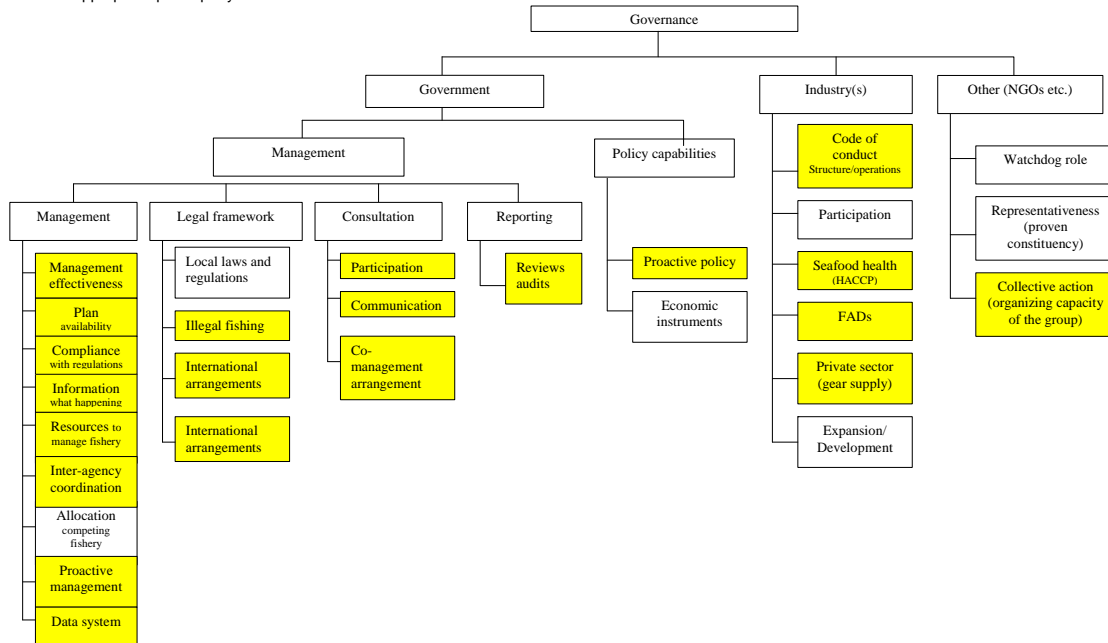 Governance
Government
Industry(s)
Other (NGOs etc.)
Management
Policy capabilities
Management
Legal framework
Consultation
Reporting
Management
effectiveness
Plan
availability
Compliance
with regulations
Information
what happening
Resources to
manage fishery
Inter-agency
coordination
Allocation
competing
fishery
Proactive
management
Data system
Local laws and
regulations
Illegal fishing
International
arrangements
International
arrangements
Participation
Communication
Co-
management
arrangement
Reviews
audits
Proactive policy
Economic
instruments
Code of
conduct
Structure/operations
Participation
Seafood health
(HACCP)
FADs
Private sector
(gear supply)
Expansion/
Development
Watchdog role
Representativeness
(proven
constituency)
Collective action
(organizing capacity
of the group)